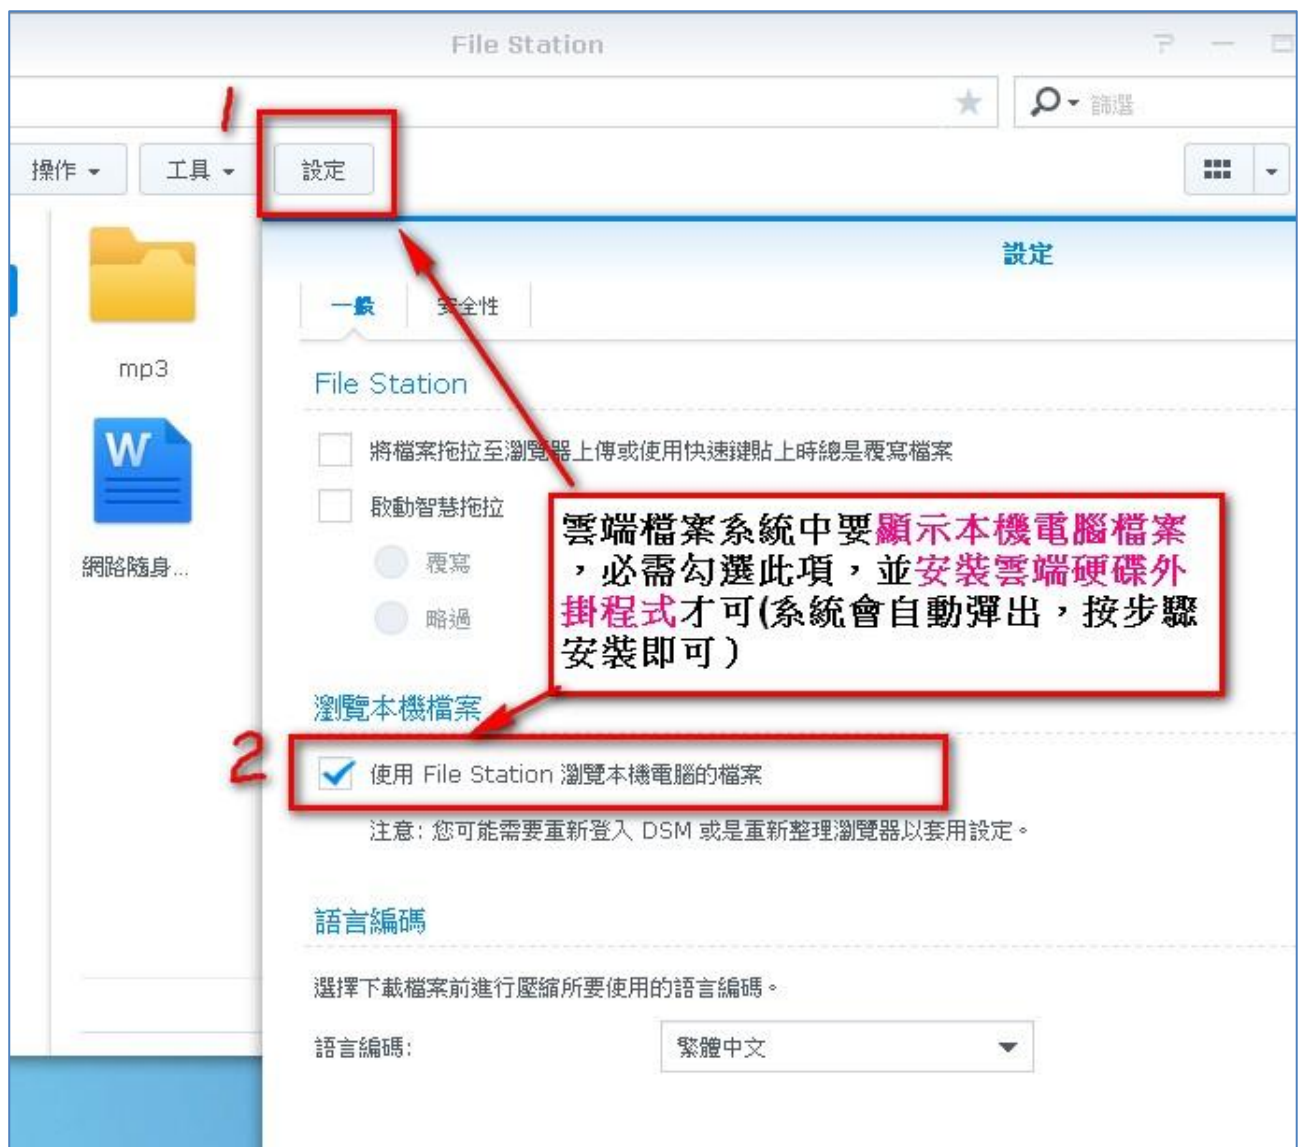 File Station
篩選
1
操作
工具
設定
設定
一般
安全性
mp3
File Station
將檔案拖拉至瀏覽器上傳或使用快速鍵貼上時總是覆寫檔案
啟動智慧拖拉
雲端檔案系統中要顯示本機電腦檔案
，必需勾選此項，並安裝雲端硬碟外
掛程式才可(系統會自動彈出，按步驟
安裝即可)
網路隨身...
覆寫
略過
瀏覽本機檔案
2
使用 File Station 瀏覽本機電腦的檔案
注意: 您可能需要重新登入 DSM 或是重新整理瀏覽器以套用設定。
語言編碼
選擇下載檔案前進行壓縮所要使用的語言編碼。
語言編碼:
繁體中文